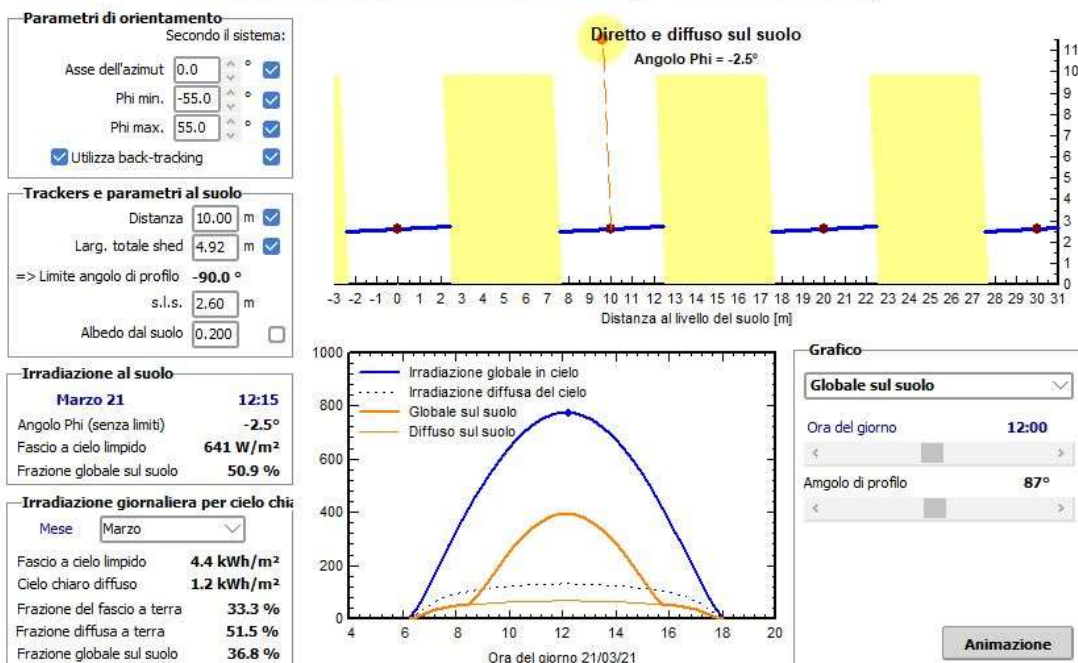 Parametri di orientamento
Secondo il sistema:
Asse dell'azimut 0.0 °
Phi min. -55.0 °
Phi max. 55.0 °
Utilizza back-tracking
Trackers e parametri al suolo
Distanza 10.00 m
Larg. totale shed 4.92 m
=> Limite angolo di profilo -90.0 °
s.l.s. 2.60 m
Albedo dal suolo 0.200
Irradiazione al suolo
Marzo 21 12:15
Angolo Phi (senza limiti) -2.5°
Fascio a cielo limpido 641 W/m²
Frazione globale sul suolo 50.9 %
Irradiazione giornaliera per cielo chia
Mese Marzo
Fascio a cielo limpido 4.4 kWh/m²
Cielo chiaro diffuso 1.2 kWh/m²
Frazione del fascio a terra 33.3 %
Frazione diffusa a terra 51.5 %
Frazione globale sul suolo 36.8 %
Diretto e diffuso sul suolo
Angolo Phi = -2.5°
11
10
9
8
7
6
5
4
3
2
1
0
-3 -2 -1 0 1 2 3 4 5 6 7 8 9 10 11 12 13 14 15 16 17 18 19 20 21 22 23 24 25 26 27 28 29 30 31
Distanza al livello del suolo [m]
1000
800
600
400
200
0
Irradiazione globale in cielo
Irradiazione diffusa del cielo
Globale sul suolo
Diffuso sul suolo
4 6 8 10 12 14 16 18 20
Ora del giorno 21/03/21
Grafico
Globale sul suolo
Ora del giorno 12:00
Amgolo di profilo 87°
Animazione